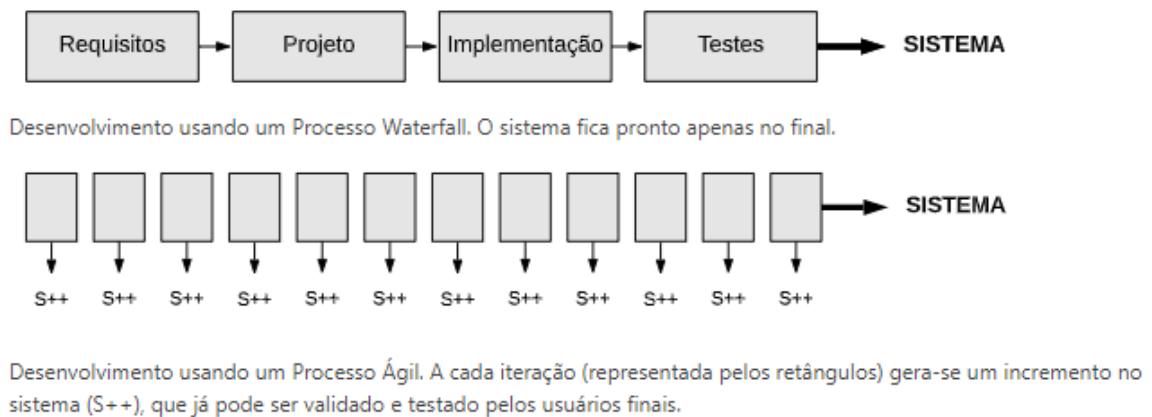 Requisitos Projeto Implementação Testes SISTEMA
Desenvolvimento usando um Processo Waterfall. O sistema fica pronto apenas no final.
SISTEMA
S++ S++ S++ S++ S++ S++ S++ S++ S++ S++ S++ S++
Desenvolvimento usando um Processo Ágil. A cada iteração (representada pelos retângulos) gera-se um incremento no
sistema (S++), que já pode ser validado e testado pelos usuários finais.